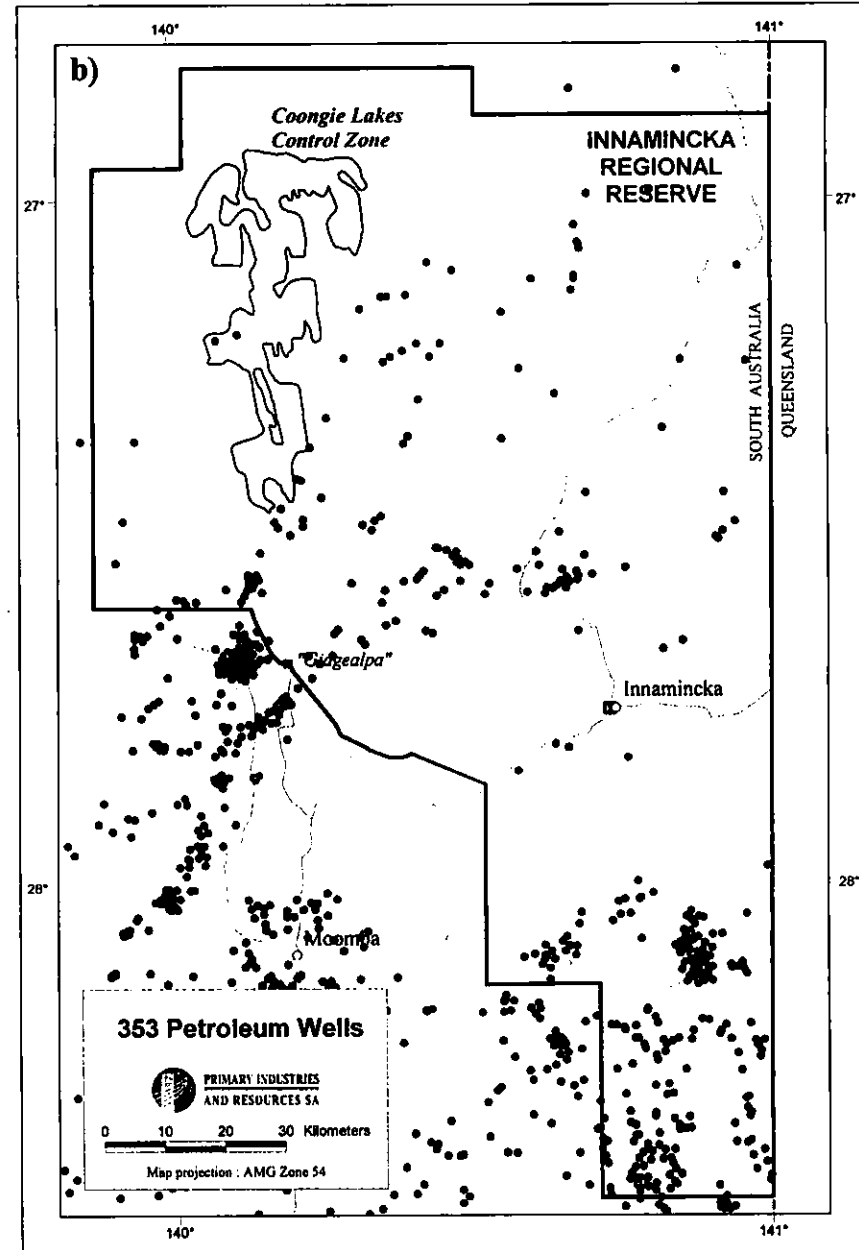 140°
141°
b)
Coongie Lakes
Control Zone
INNAMINCKA
REGIONAL
RESERVE
27°
27°
SOUTH AUSTRALIA
QUEENSLAND
"Gidgealpa"
Innamincka
28°
28°
Moomba
353 Petroleum Wells
PRIMARY INDUSTRIES
AND RESOURCES SA
0 10 20 30 Kilometers
Map projection : AMG Zone 54
140°
141°